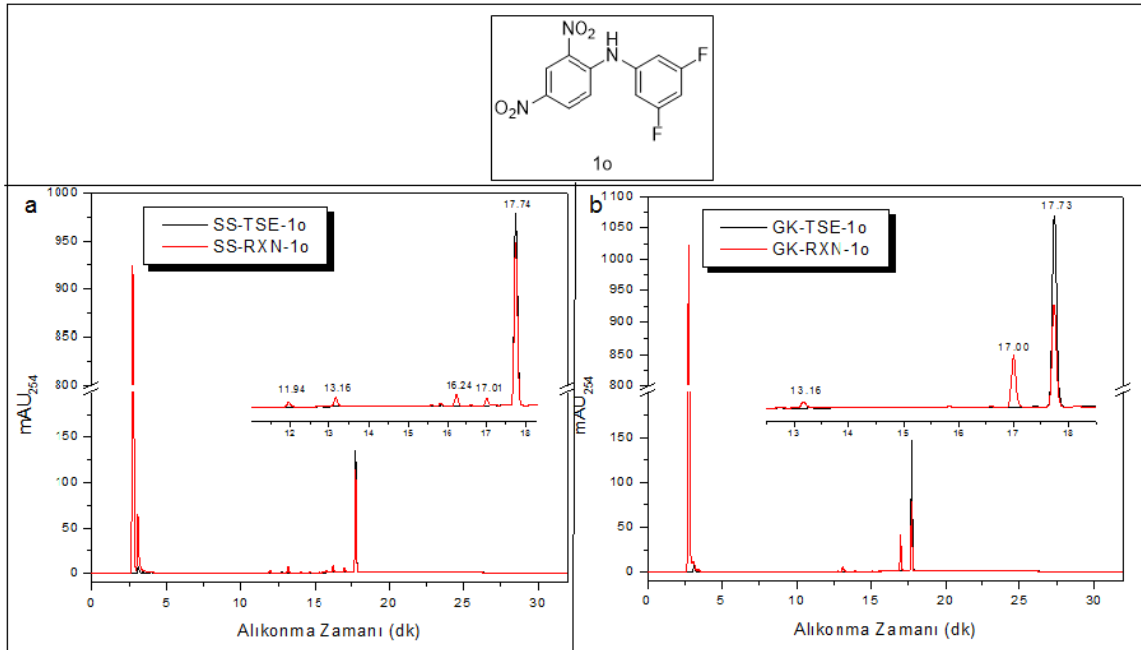 NO₂
H
N
F
O₂N
F
1o
a
SS-TSE-1o
SS-RXN-1o
17.74
11.94
13.16
16.24
17.01
12 13 14 15 16 17 18
1000
950
900
850
800
150
100
50
0
mAU₂₅₄
0 5 10 15 20 25 30
Alıkonma Zamanı (dk)
b
GK-TSE-1o
GK-RXN-1o
17.73
17.00
13.16
13 14 15 16 17 18
1100
1050
1000
950
900
850
800
150
100
50
0
mAU₂₅₄
0 5 10 15 20 25 30
Alıkonma Zamanı (dk)